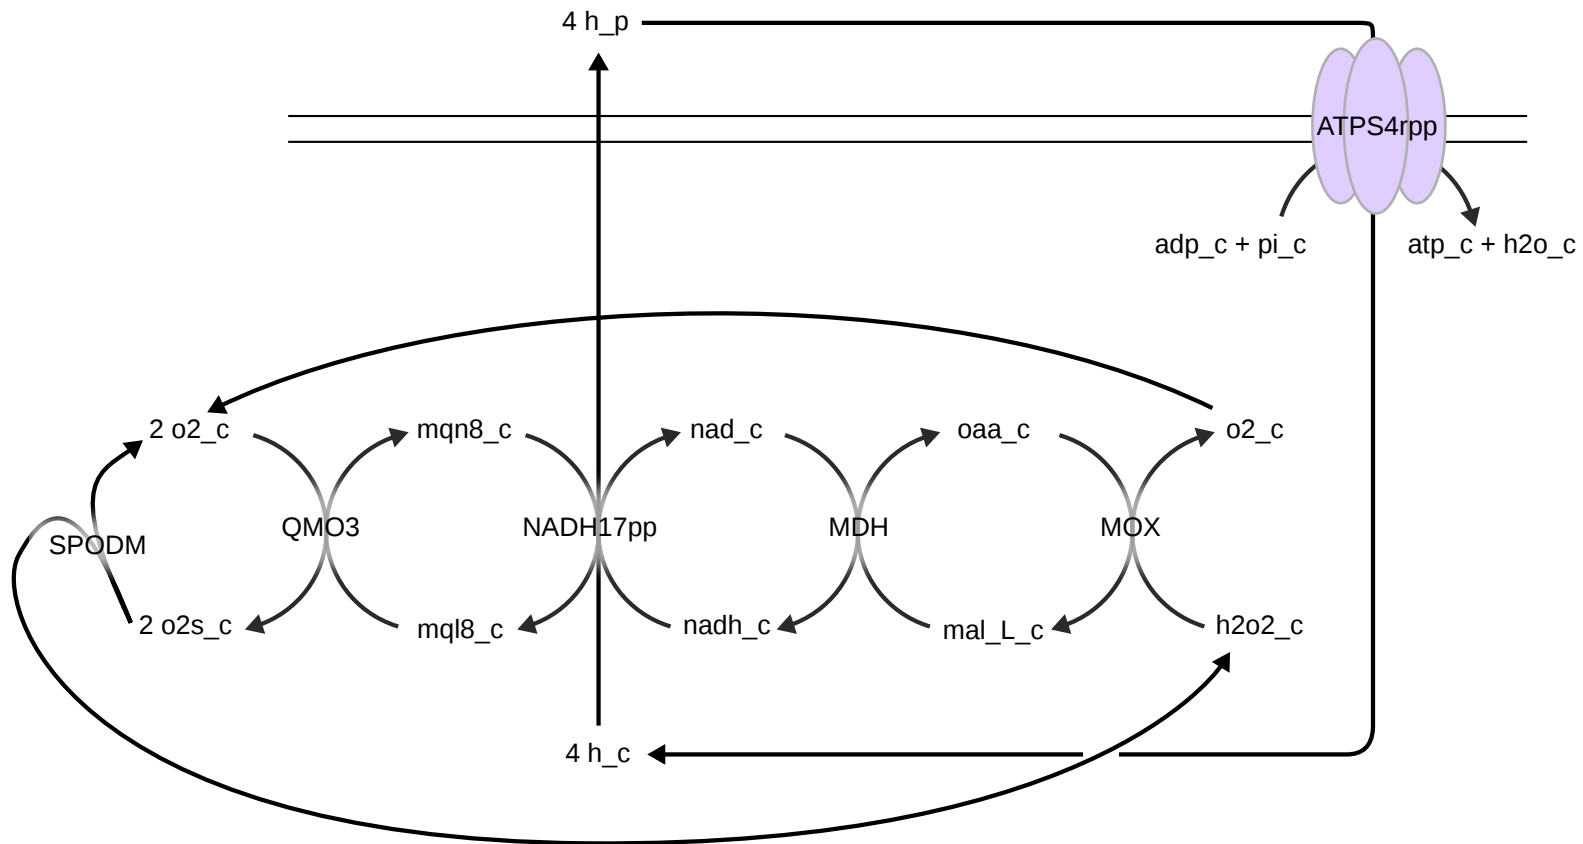 4 h_p
ATPS4rpp
adp_c + pi_c
atp_c + h2o_c
2 o2_c
mqn8_c
nad_c
oaa_c
o2_c
SPODM
QMO3
NADH17pp
MDH
MOX
2 o2s_c
mql8_c
nadh_c
mal_L_c
h2o2_c
4 h_c